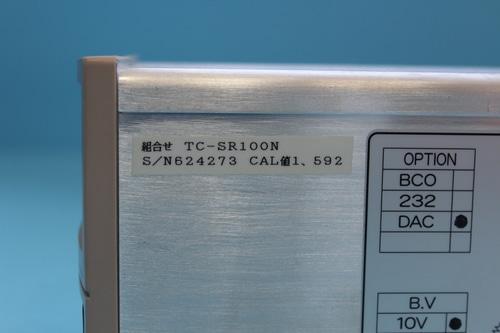 組合せ TC-SR100N
S/N624273 CAL値1、592
OPTION
BCO
232
DAC ●
B.V
10V ●